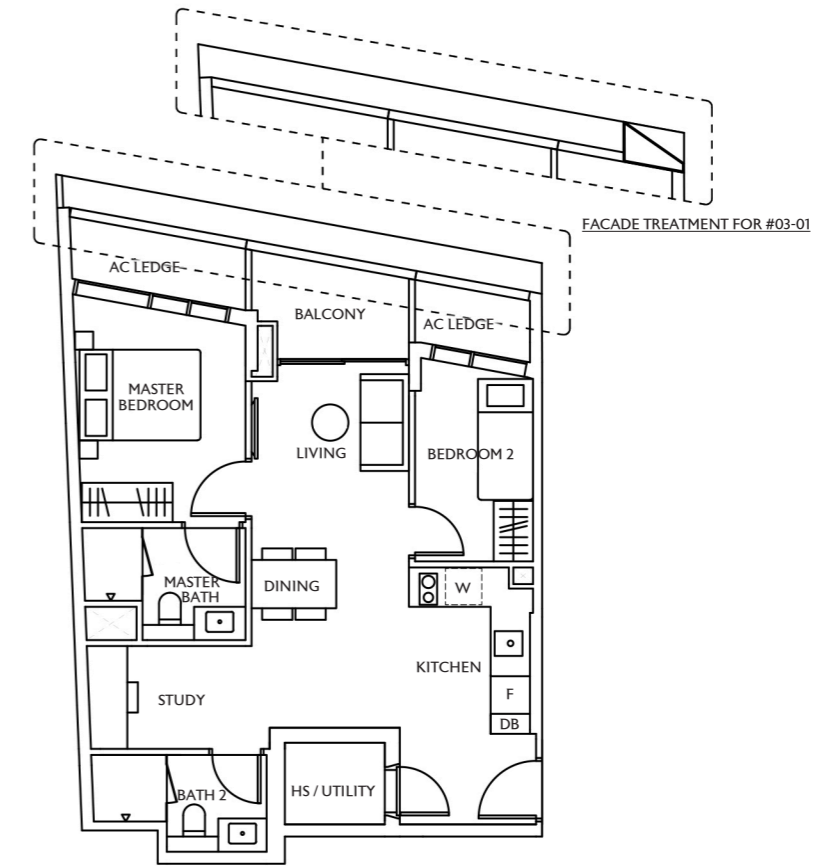 FACADE TREATMENT FOR #03-01
AC LEDGE
BALCONY
AC LEDGE
MASTER
BEDROOM
LIVING
BEDROOM 2
MASTER
BATH
DINING
W
KITCHEN
F
DB
STUDY
BATH 2
HS / UTILITY